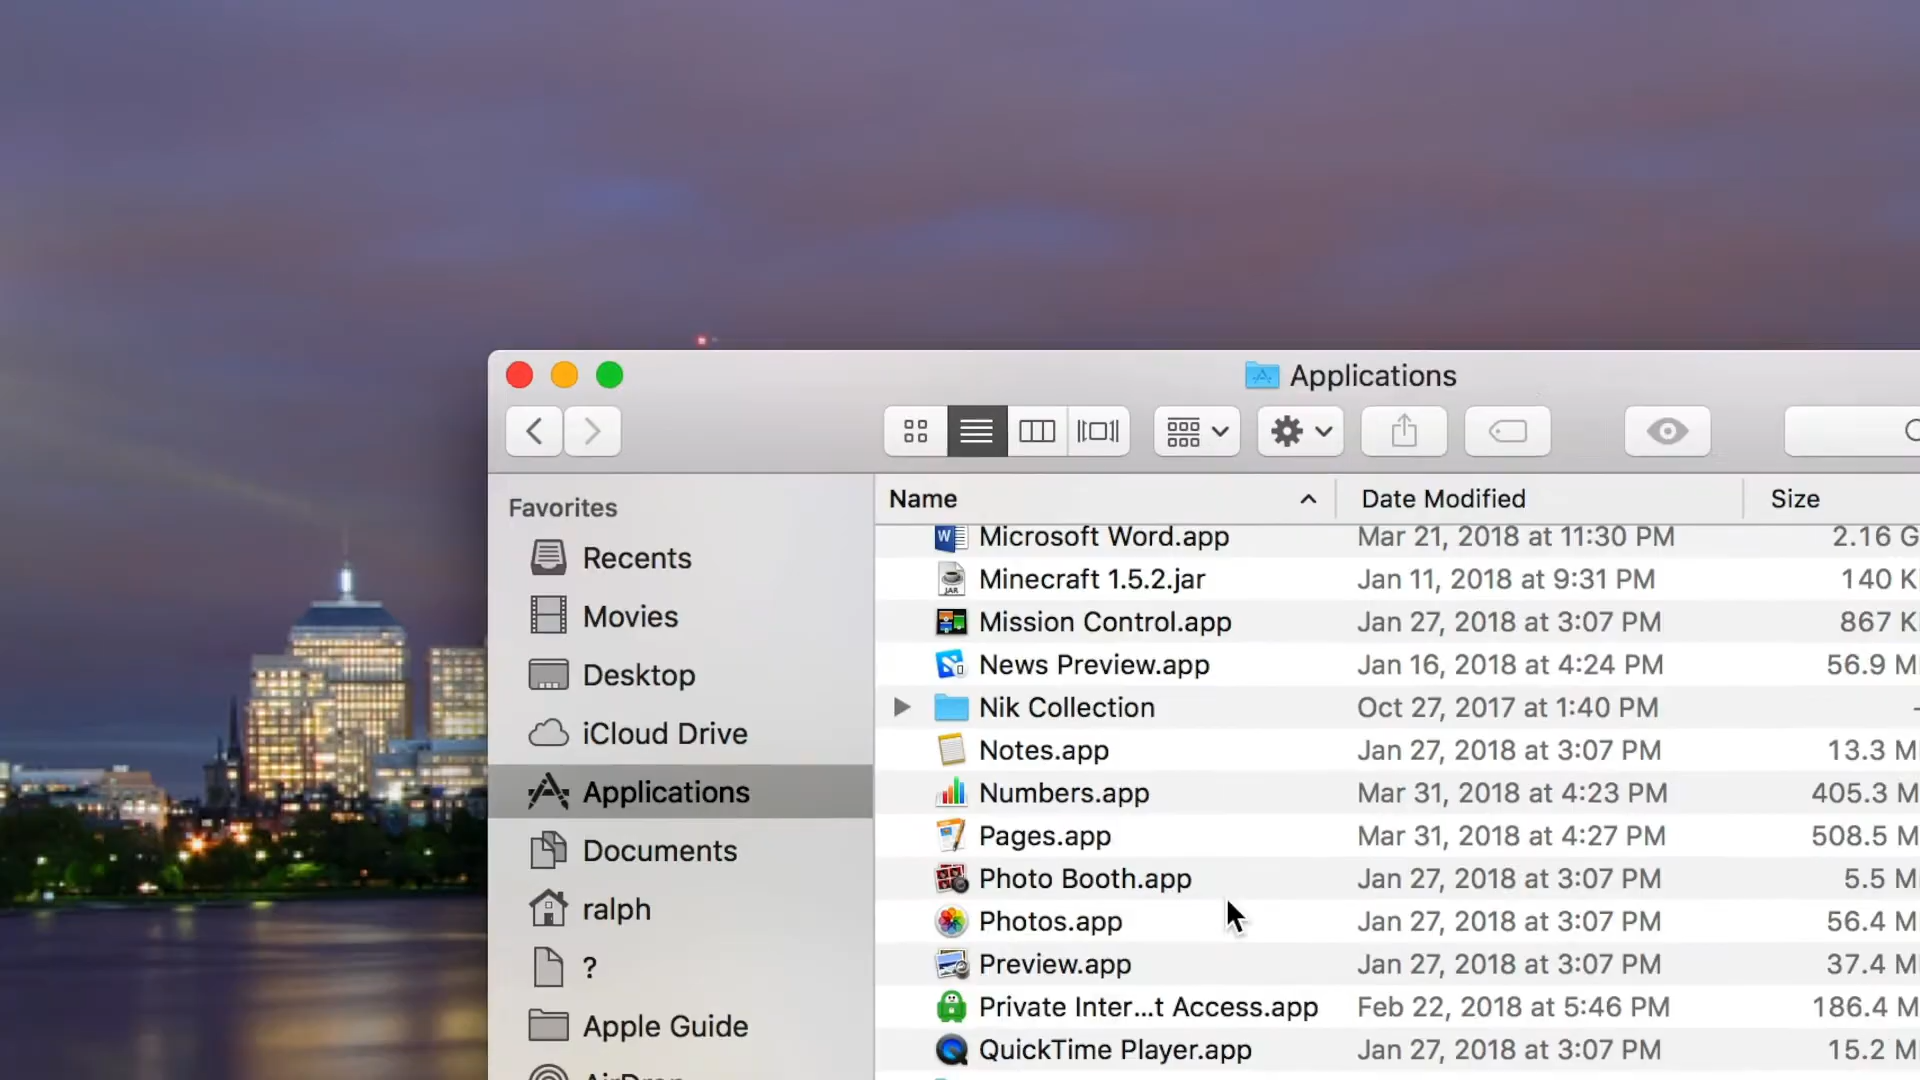 Applications
Favorites
Recents
Movies
Desktop
iCloud Drive
Applications
Documents
ralph
?
Apple Guide
AirDrop
Name Date Modified Size
Microsoft Word.app Mar 21, 2018 at 11:30 PM 2.16 G
Minecraft 1.5.2.jar Jan 11, 2018 at 9:31 PM 140 K
Mission Control.app Jan 27, 2018 at 3:07 PM 867 K
News Preview.app Jan 16, 2018 at 4:24 PM 56.9 M
Nik Collection Oct 27, 2017 at 1:40 PM -
Notes.app Jan 27, 2018 at 3:07 PM 13.3 M
Numbers.app Mar 31, 2018 at 4:23 PM 405.3 M
Pages.app Mar 31, 2018 at 4:27 PM 508.5 M
Photo Booth.app Jan 27, 2018 at 3:07 PM 5.5 M
Photos.app Jan 27, 2018 at 3:07 PM 56.4 M
Preview.app Jan 27, 2018 at 3:07 PM 37.4 M
Private Inter...t Access.app Feb 22, 2018 at 5:46 PM 186.4 M
QuickTime Player.app Jan 27, 2018 at 3:07 PM 15.2 M